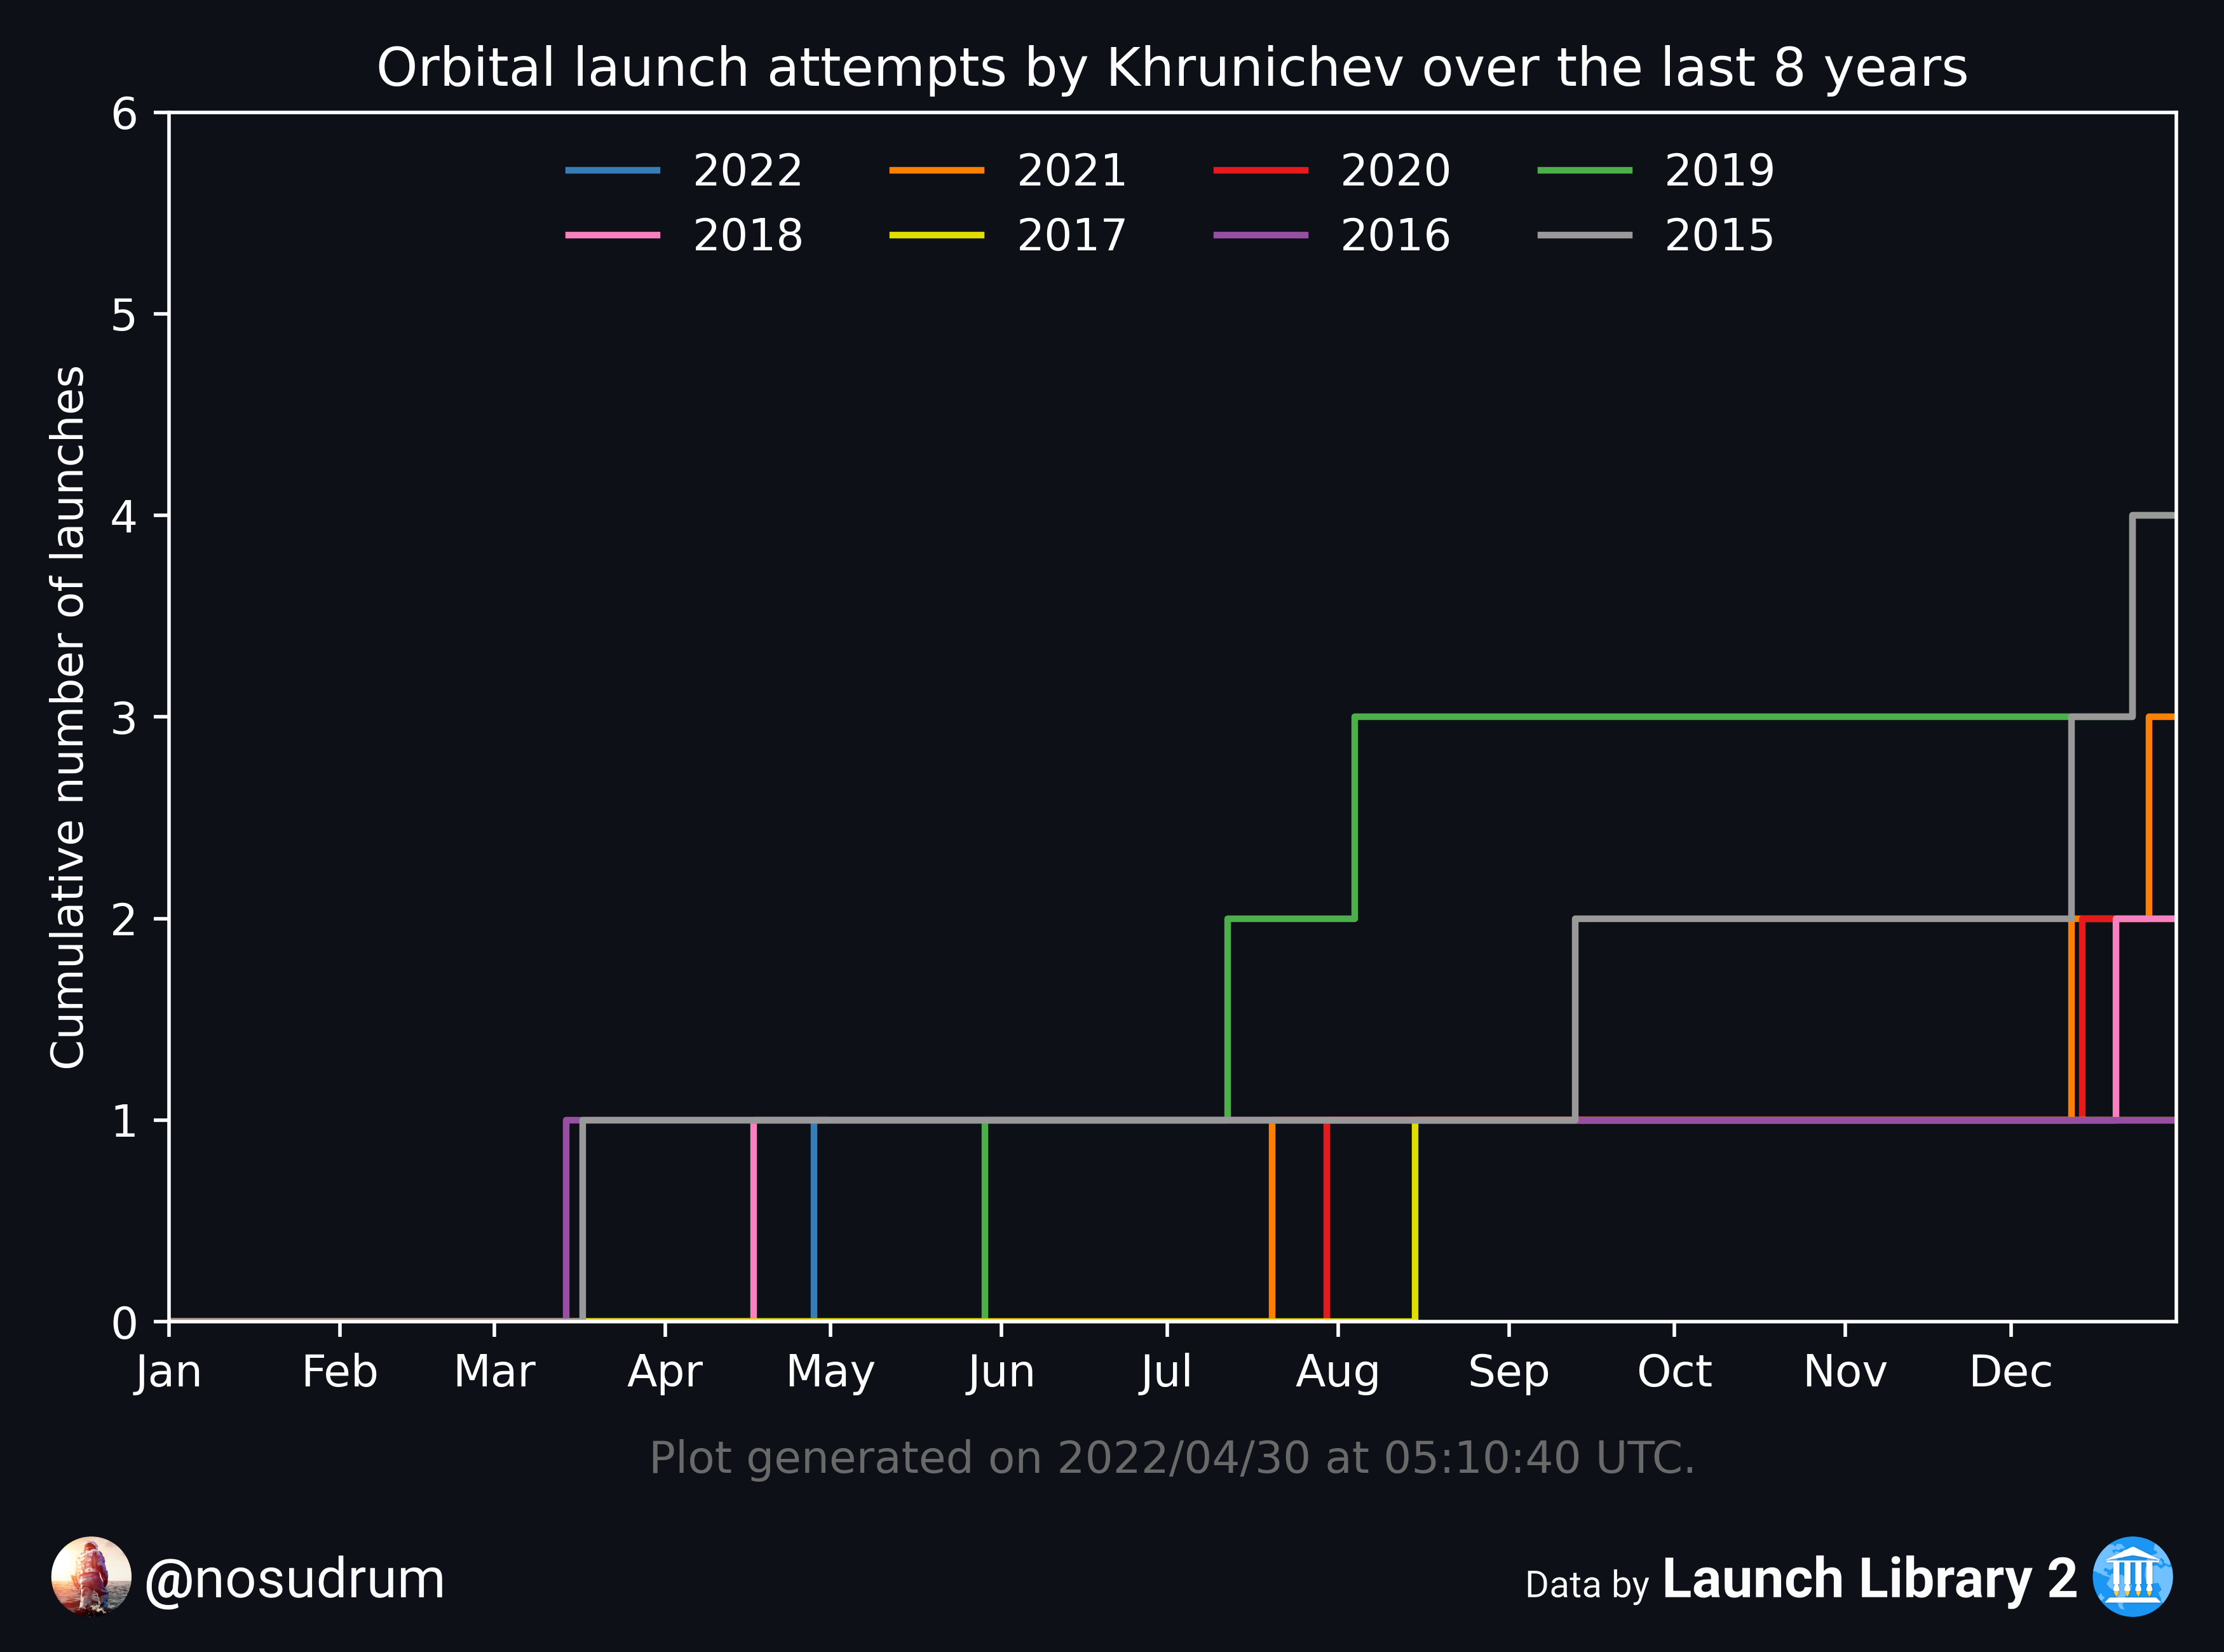 Orbital launch attempts by Khrunichev over the last 8 years
6
2022 2021 2020 2019
2018 2017 2016 2015
5
4
3
2
1
0
Cumulative number of launches
Jan Feb Mar Apr May Jun Jul Aug Sep Oct Nov Dec
Plot generated on 2022/04/30 at 05:10:40 UTC.
@nosudrum
Data by Launch Library 2